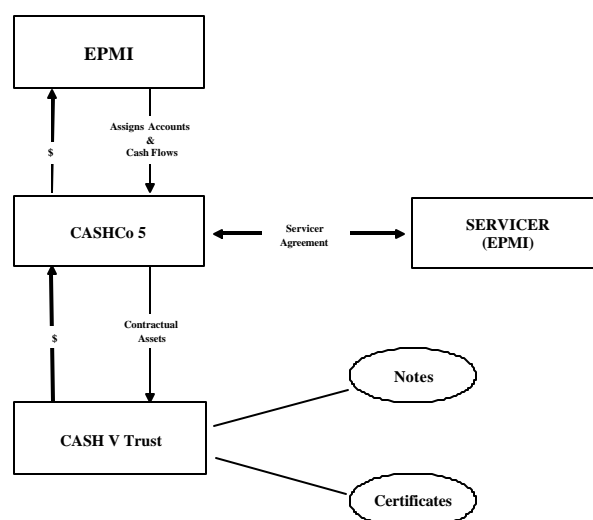 EPMI
Assigns Accounts
&
Cash Flows
$
CASHCo 5
Servicer
Agreement
SERVICER
(EPMI)
Contractual
Assets
$
Notes
CASH V Trust
Certificates